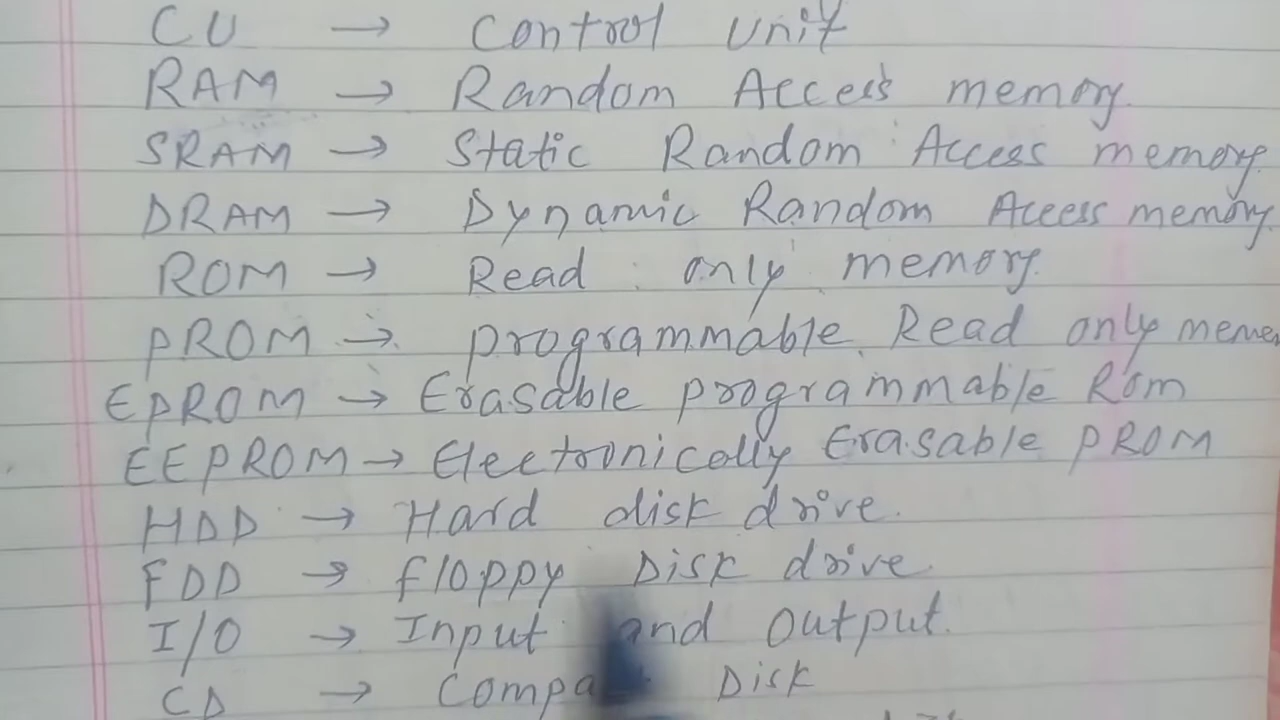 CU → Control Unit
RAM → Random Access memory.
SRAM → Static Random Access memory.
DRAM → Dynamic Random Access memory.
ROM → Read only memory.
PROM → programmable Read only
EPROM → Erasable programmable Rom
EEPROM → Electronically Erasable PROM
HDD → Hard disk drive.
FDD → floppy Disk drive.
I/O → Input and Output.
CD → Disk